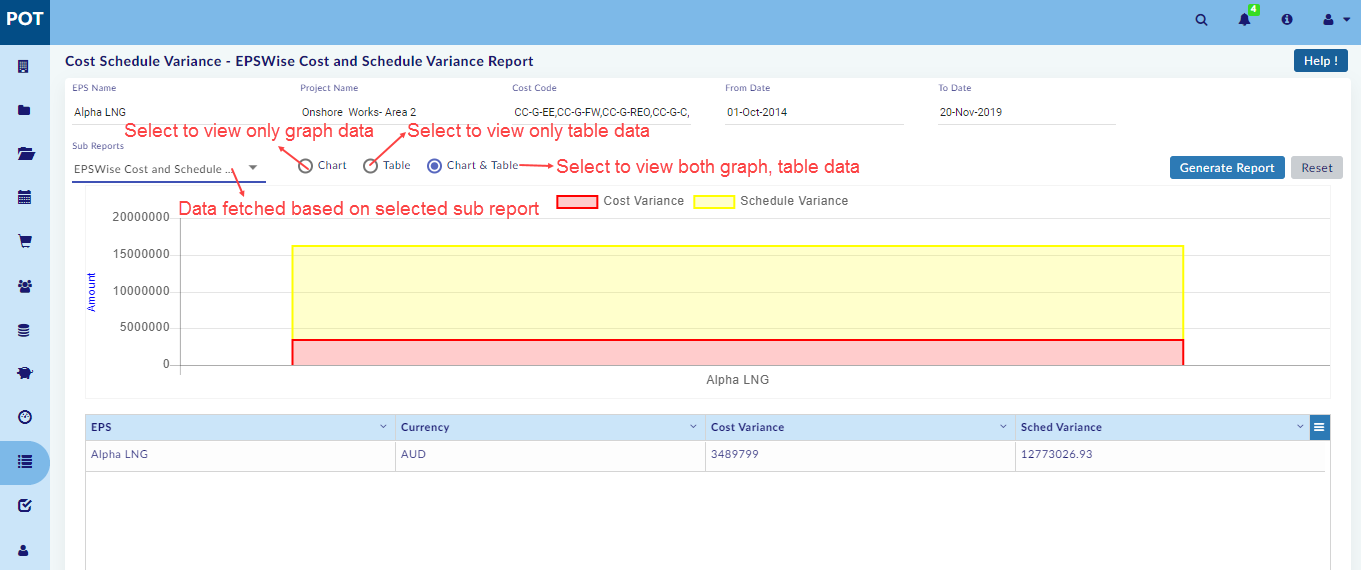 POT
4
Cost Schedule Variance - EPSWise Cost and Schedule Variance Report
Help !
EPS Name
Project Name
Cost Code
From Date
To Date
Alpha LNG
Onshore Works- Area 2
CC-G-EE,CC-G-FW,CC-G-REO,CC-G-C,
01-Oct-2014
20-Nov-2019
Select to view only graph data
Select to view only table data
Sub Reports
EPSWise Cost and Schedule ...
Chart
Table
Chart & Table
Select to view both graph, table data
Generate Report
Reset
Data fetched based on selected sub report
Cost Variance
Schedule Variance
20000000
15000000
10000000
5000000
0
Amount
Alpha LNG
EPS
Currency
Cost Variance
Sched Variance
Alpha LNG
AUD
3489799
12773026.93